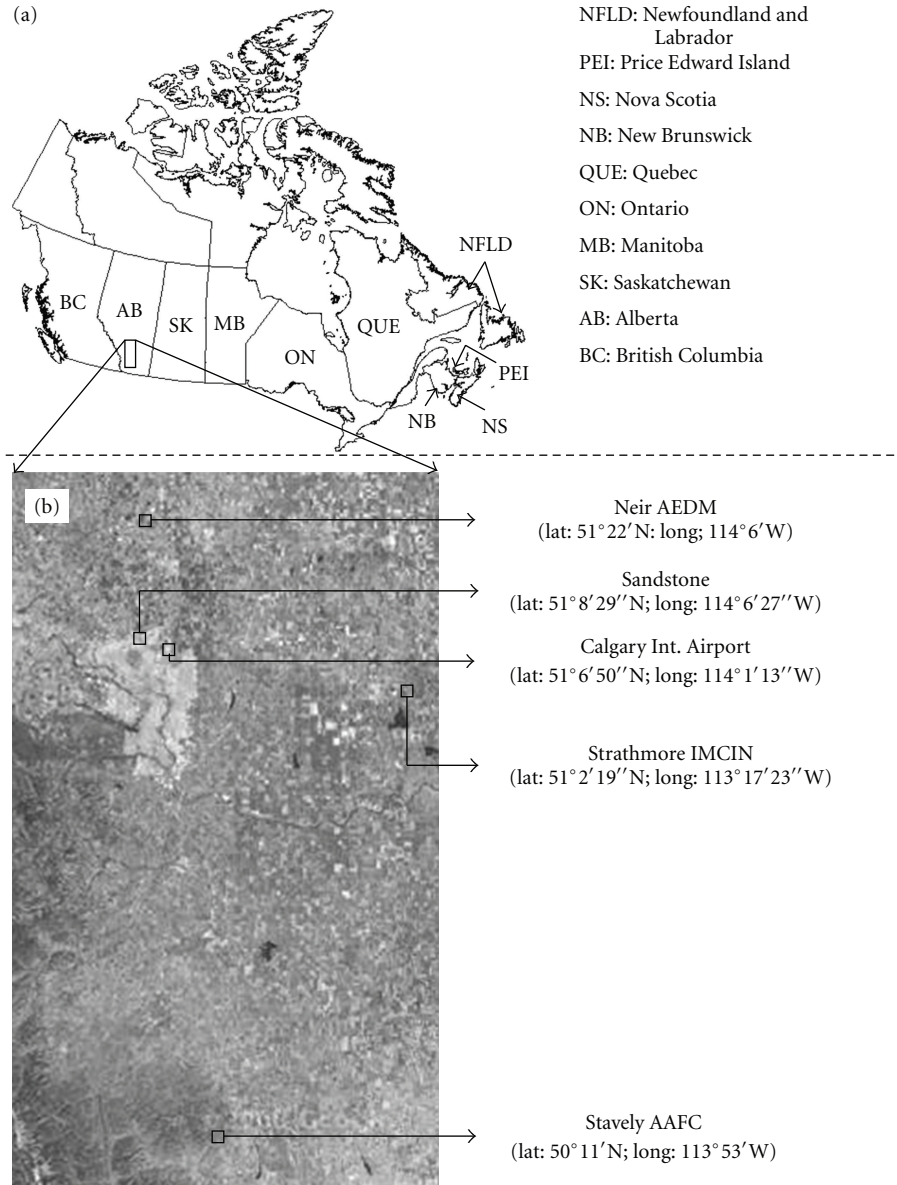 (a)
NFLD: Newfoundland and
Labrador
PEI: Price Edward Island
NS: Nova Scotia
NB: New Brunswick
QUE: Quebec
ON: Ontario
MB: Manitoba
SK: Saskatchewan
AB: Alberta
BC: British Columbia
NFLD
BC
AB
SK
MB
ON
QUE
PEI
NB
NS
(b)
Neir AEDM
(lat: 51°22′N: long; 114°6′W)
Sandstone
(lat: 51°8′29′′N; long: 114°6′27′′W)
Calgary Int. Airport
(lat: 51°6′50′′N; long: 114°1′13′′W)
Strathmore IMCIN
(lat: 51°2′19′′N; long: 113°17′23′′W)
Stavely AAFC
(lat: 50°11′N; long: 113°53′W)